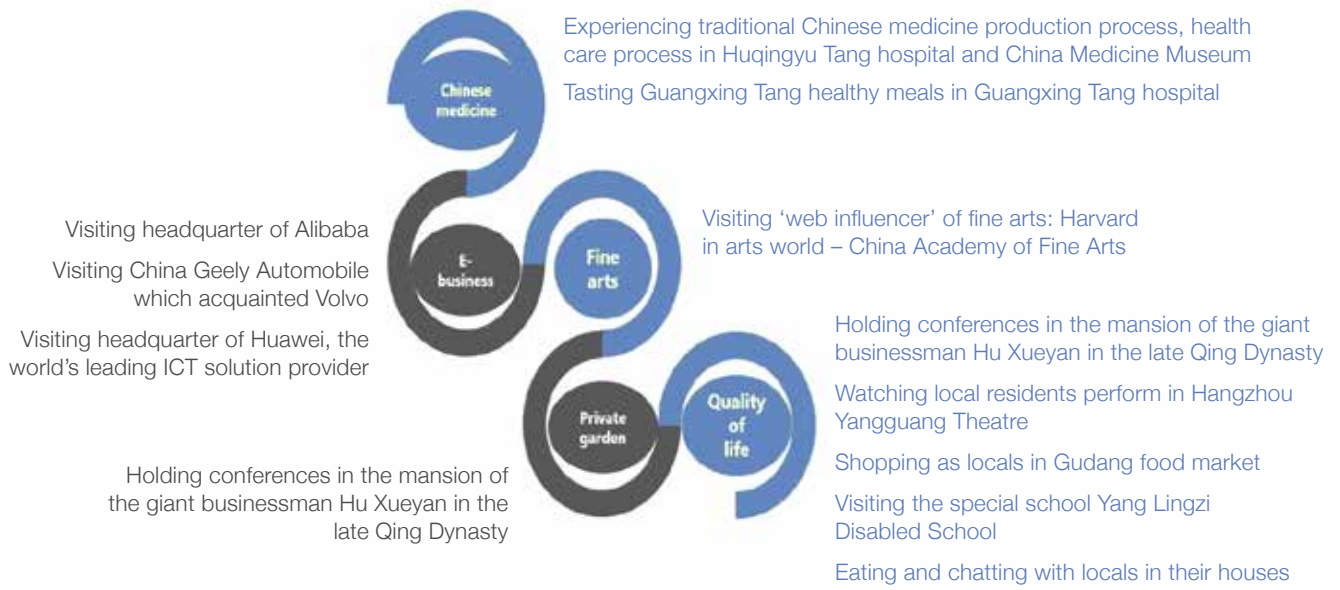 Experiencing traditional Chinese medicine production process, health
care process in Huqingyu Tang hospital and China Medicine Museum
Tasting Guangxing Tang healthy meals in Guangxing Tang hospital
Chinese
medicine
Visiting headquarter of Alibaba
Visiting China Geely Automobile
which acquainted Volvo
Visiting headquarter of Huawei, the
world's leading ICT solution provider
E-
business
Fine
arts
Visiting ‘web influencer’ of fine arts: Harvard
in arts world – China Academy of Fine Arts
Private
garden
Holding conferences in the mansion of
the giant businessman Hu Xueyan in the
late Qing Dynasty
Quality
of
life
Holding conferences in the mansion of the giant
businessman Hu Xueyan in the late Qing Dynasty
Watching local residents perform in Hangzhou
Yangguang Theatre
Shopping as locals in Gudang food market
Visiting the special school Yang Lingzi
Disabled School
Eating and chatting with locals in their houses